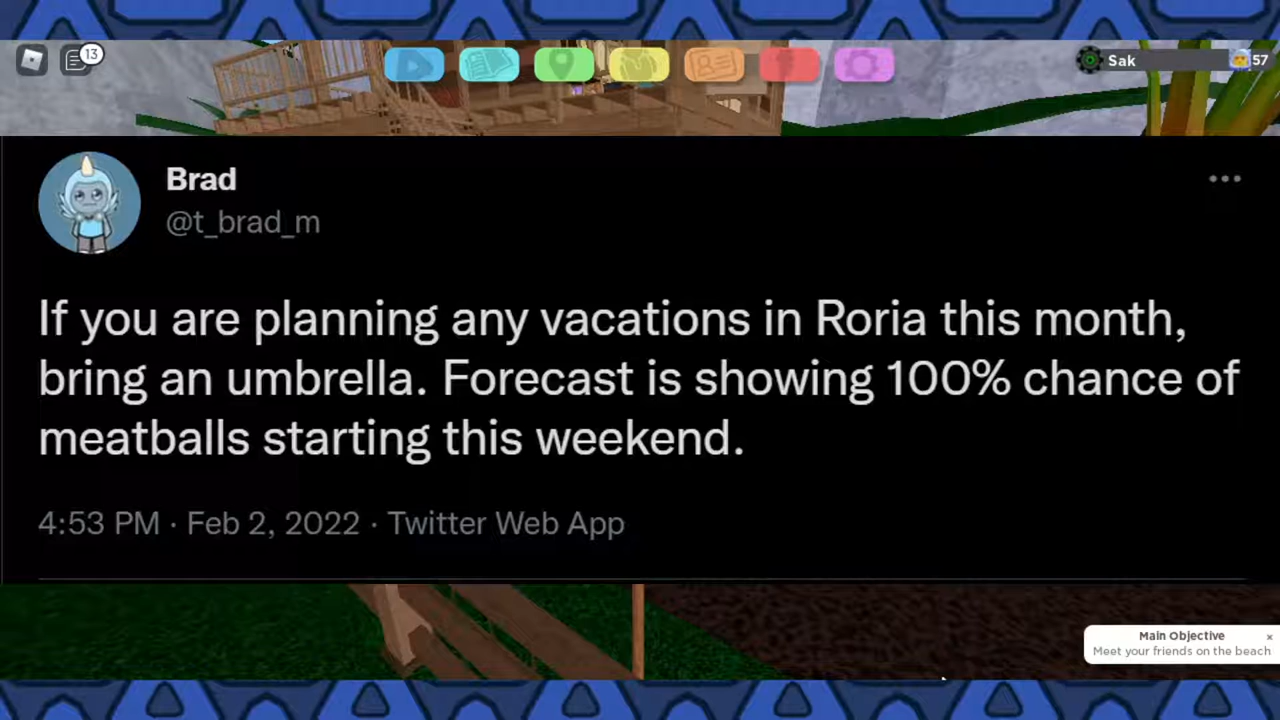 13
Sak
57
Brad
@t_brad_m
If you are planning any vacations in Roria this month,
bring an umbrella. Forecast is showing 100% chance of
meatballs starting this weekend.
4:53 PM · Feb 2, 2022 · Twitter Web App
Main Objective ×
Meet your friends on the beach